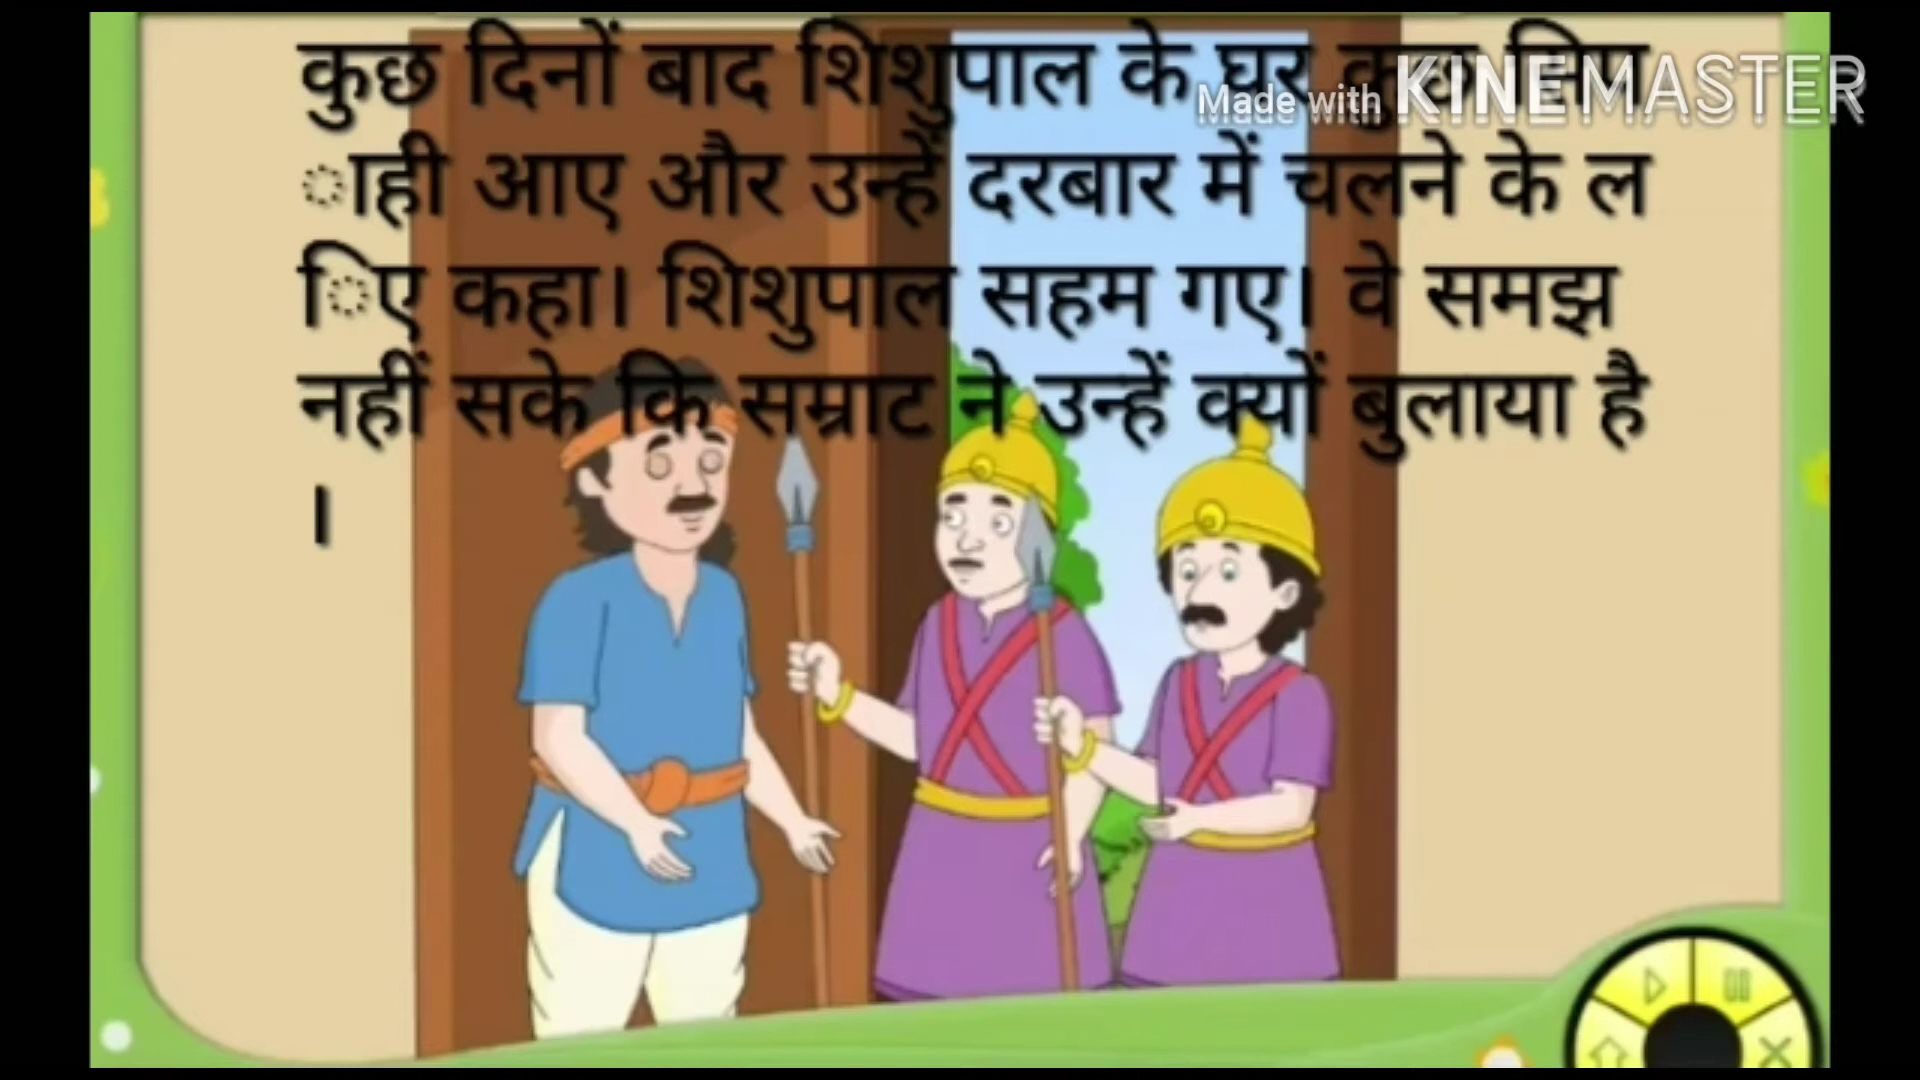 कुछ दिनों बाद शिशुपाल के घर कुछ सिप
ाही आए और उन्हें दरबार में चलने के ल
िए कहा। शिशुपाल सहम गए। वे समझ
नहीं सके कि सम्राट ने उन्हें क्यों बुलाया है
।
Made with KINEMASTER